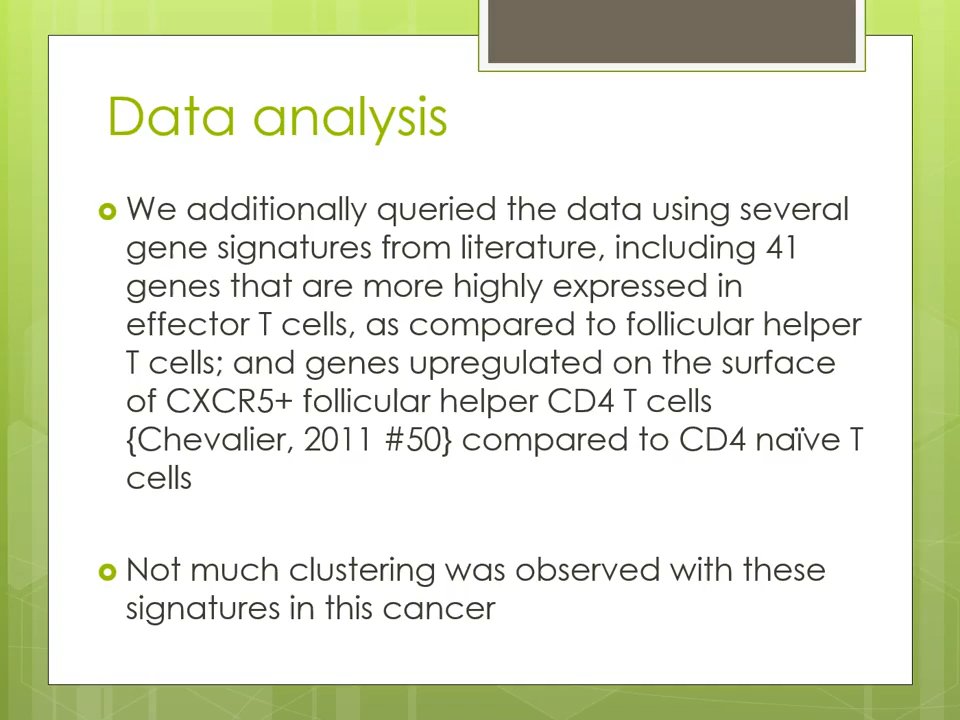 Data analysis
We additionally queried the data using several
gene signatures from literature, including 41
genes that are more highly expressed in
effector T cells, as compared to follicular helper
T cells; and genes upregulated on the surface
of CXCR5+ follicular helper CD4 T cells
{Chevalier, 2011 #50} compared to CD4 naïve T
cells
Not much clustering was observed with these
signatures in this cancer